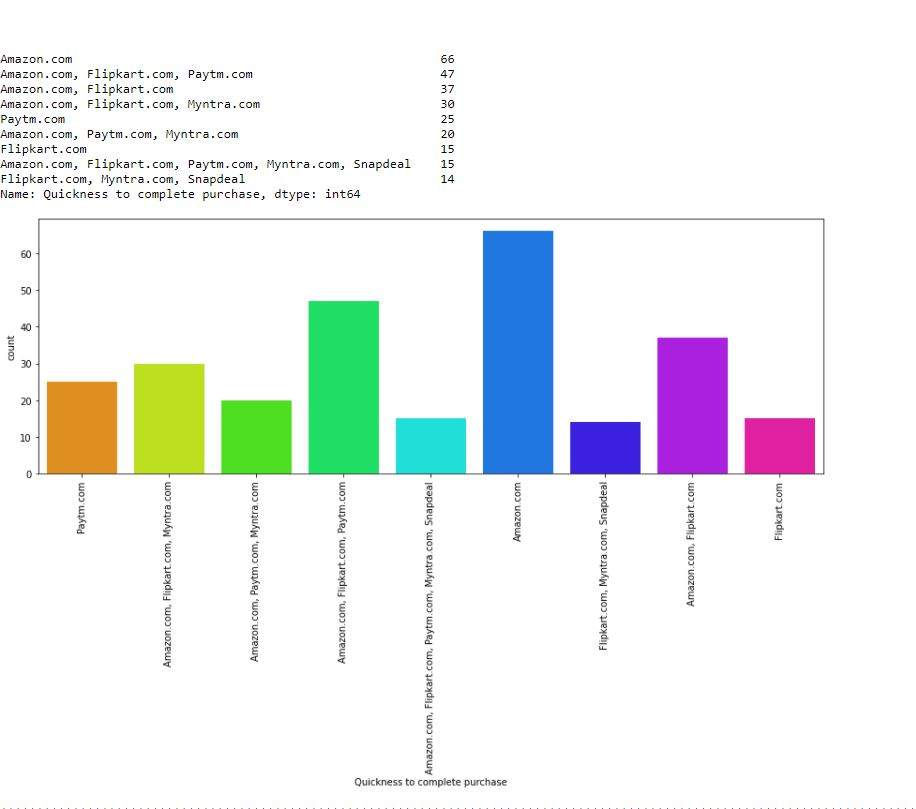 Amazon.com 66
Amazon.com, Flipkart.com, Paytm.com 47
Amazon.com, Flipkart.com 37
Amazon.com, Flipkart.com, Myntra.com 30
Paytm.com 25
Amazon.com, Paytm.com, Myntra.com 20
Flipkart.com 15
Amazon.com, Flipkart.com, Paytm.com, Myntra.com, Snapdeal 15
Flipkart.com, Myntra.com, Snapdeal 14
Name: Quickness to complete purchase, dtype: int64
60
50
40
30
20
10
0
count
Paytm.com
Amazon.com, Flipkart.com, Myntra.com
Amazon.com, Paytm.com, Myntra.com
Amazon.com, Flipkart.com, Paytm.com
Amazon.com, Flipkart.com, Paytm.com, Myntra.com, Snapdeal
Amazon.com
Flipkart.com, Myntra.com, Snapdeal
Amazon.com, Flipkart.com
Flipkart.com
Quickness to complete purchase